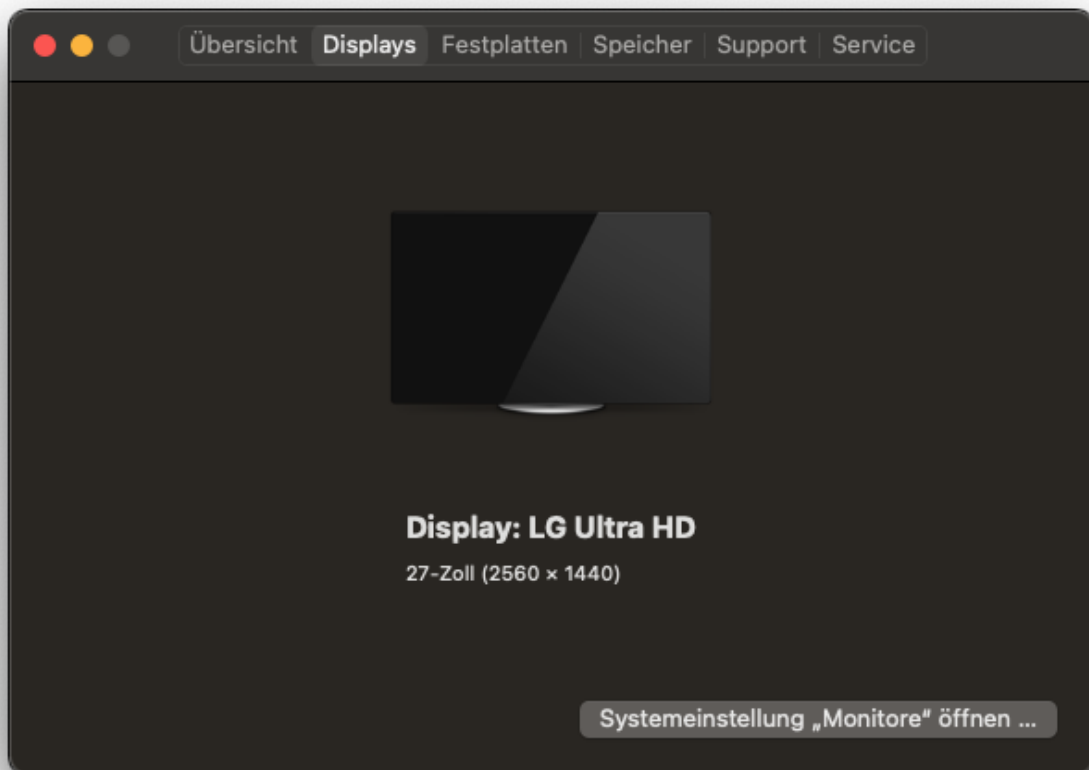 Übersicht Displays Festplatten Speicher Support Service
Display: LG Ultra HD
27-Zoll (2560 × 1440)
Systemeinstellung „Monitore“ öffnen ...